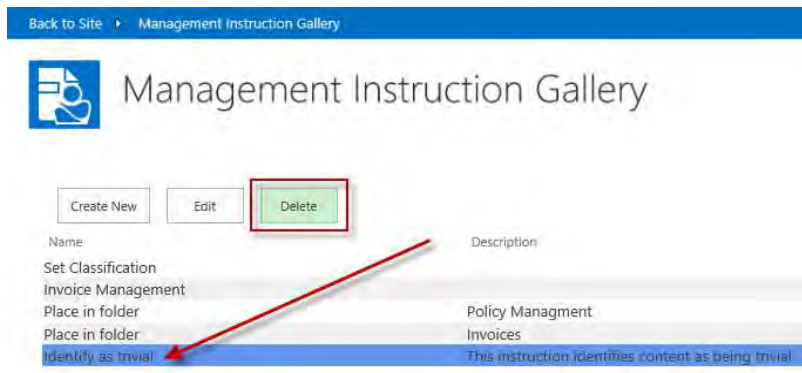 Back to Site ▸ Management Instruction Gallery
Management Instruction Gallery
Create New Edit Delete
Name Description
Set Classification
Invoice Management
Place in folder Policy Managment
Place in folder Invoices
Identify as trivial This instruction identifies content as being trivial